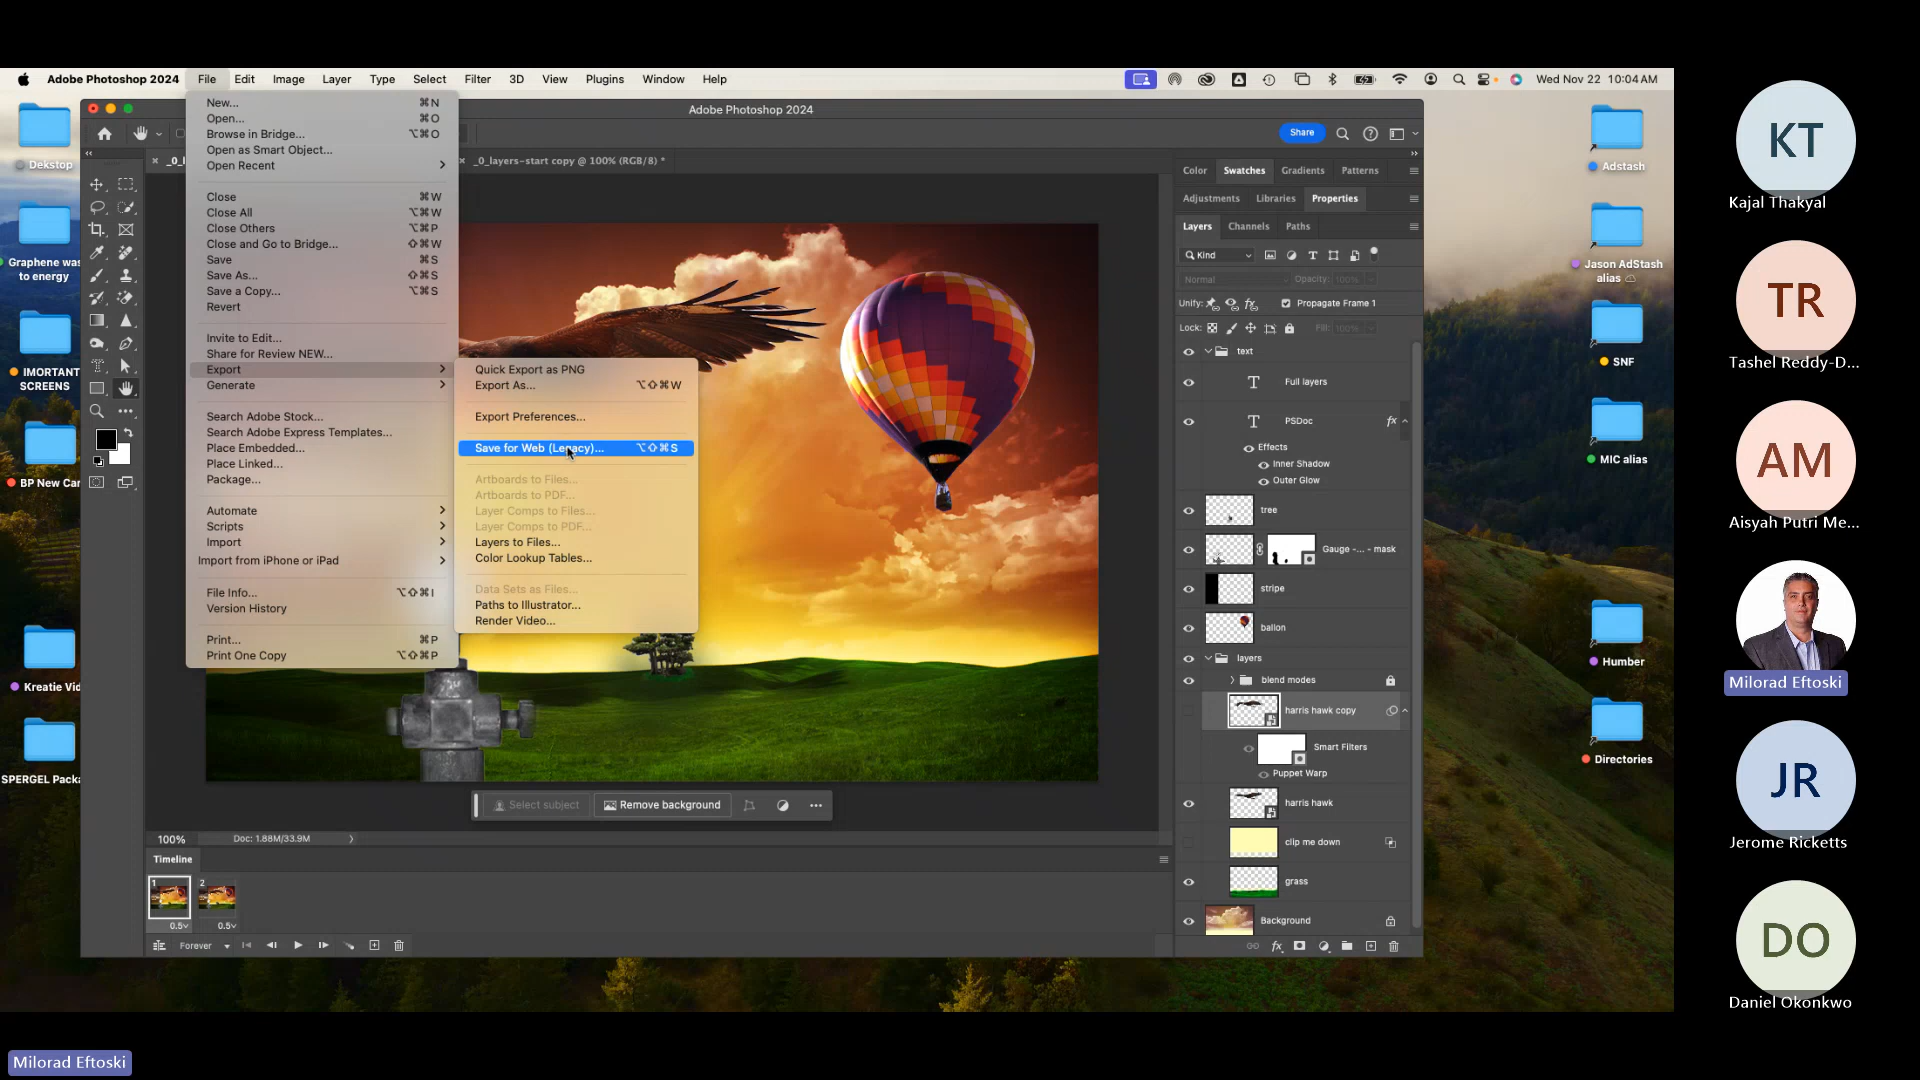 Adobe Photoshop 2024 File Edit Image Layer Type Select Filter 3D View Plugins Window Help Wed Nov 22 10:04 AM
Adobe Photoshop 2024
Share
_0_layers-start copy @ 100% (RGB/8) *
New... ⌘N
Open... ⌘O
Browse in Bridge... ⌥⌘O
Open as Smart Object...
Open Recent
Close ⌘W
Close All ⌥⌘W
Close Others ⌥⌘P
Close and Go to Bridge... ⇧⌘W
Save ⌘S
Save As... ⇧⌘S
Save a Copy... ⌥⌘S
Revert
Invite to Edit...
Share for Review NEW...
Export
Generate
Search Adobe Stock...
Search Adobe Express Templates...
Place Embedded...
Place Linked...
Package...
Automate
Scripts
Import
Import from iPhone or iPad
File Info... ⌥⇧⌘I
Version History
Print... ⌘P
Print One Copy ⌥⇧⌘P
Quick Export as PNG
Export As... ⌥⇧⌘W
Export Preferences...
Save for Web (Legacy)... ⌥⇧⌘S
Artboards to Files...
Artboards to PDF...
Layer Comps to Files...
Layer Comps to PDF...
Layers to Files...
Color Lookup Tables...
Data Sets as Files...
Paths to Illustrator...
Render Video...
Select subject Remove background
100% Doc: 1.88M/33.9M
Timeline
1 2
0.5 0.5
Forever
Color Swatches Gradients Patterns
Adjustments Libraries Properties
Layers Channels Paths
Kind
Normal Opacity: 100%
Unify: Propagate Frame 1
Lock: Fill: 100%
text
Full layers
PSDoc fx
Effects
Inner Shadow
Outer Glow
tree
Gauge -... - mask
stripe
ballon
layers
blend modes
harris hawk copy
Smart Filters
Puppet Warp
harris hawk
clip me down
grass
Background
Dekstop
Graphene was
to energy
IMORTANT
SCREENS
BP New Car
Kreatie Vid
SPERGEL Packa
Adstash
Jason AdStash
alias
SNF
MIC alias
Humber
Directories
KT
Kajal Thakyal
TR
Tashel Reddy-D...
AM
Aisyah Putri Me...
Milorad Eftoski
JR
Jerome Ricketts
DO
Daniel Okonkwo
Milorad Eftoski